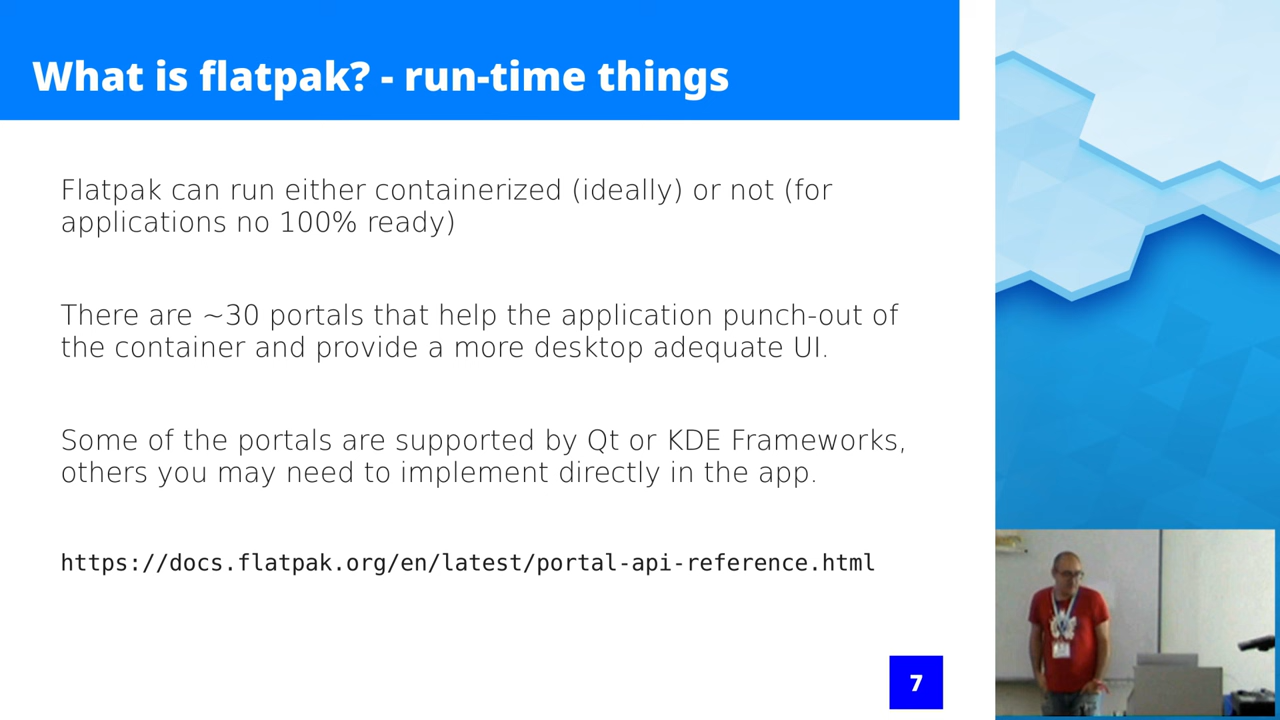 What is flatpak? - run-time things
Flatpak can run either containerized (ideally) or not (for
applications no 100% ready)
There are ~30 portals that help the application punch-out of
the container and provide a more desktop adequate UI.
Some of the portals are supported by Qt or KDE Frameworks,
others you may need to implement directly in the app.
https://docs.flatpak.org/en/latest/portal-api-reference.html
7